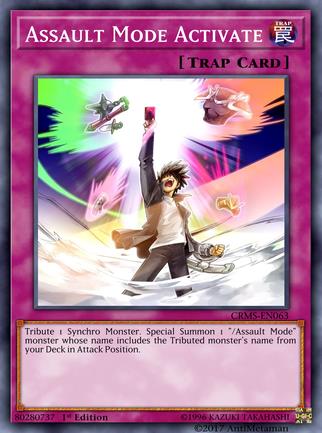 ASSAULT MODE ACTIVATE
TRAP
罠
[TRAP CARD]
CRMS-EN063
Tribute 1 Synchro Monster. Special Summon 1 "/Assault Mode"
monster whose name includes the Tributed monster's name from
your Deck in Attack Position.
80280737 1st Edition ©1996 KAZUKI TAKAHASHI
©2017 AntiMetaman